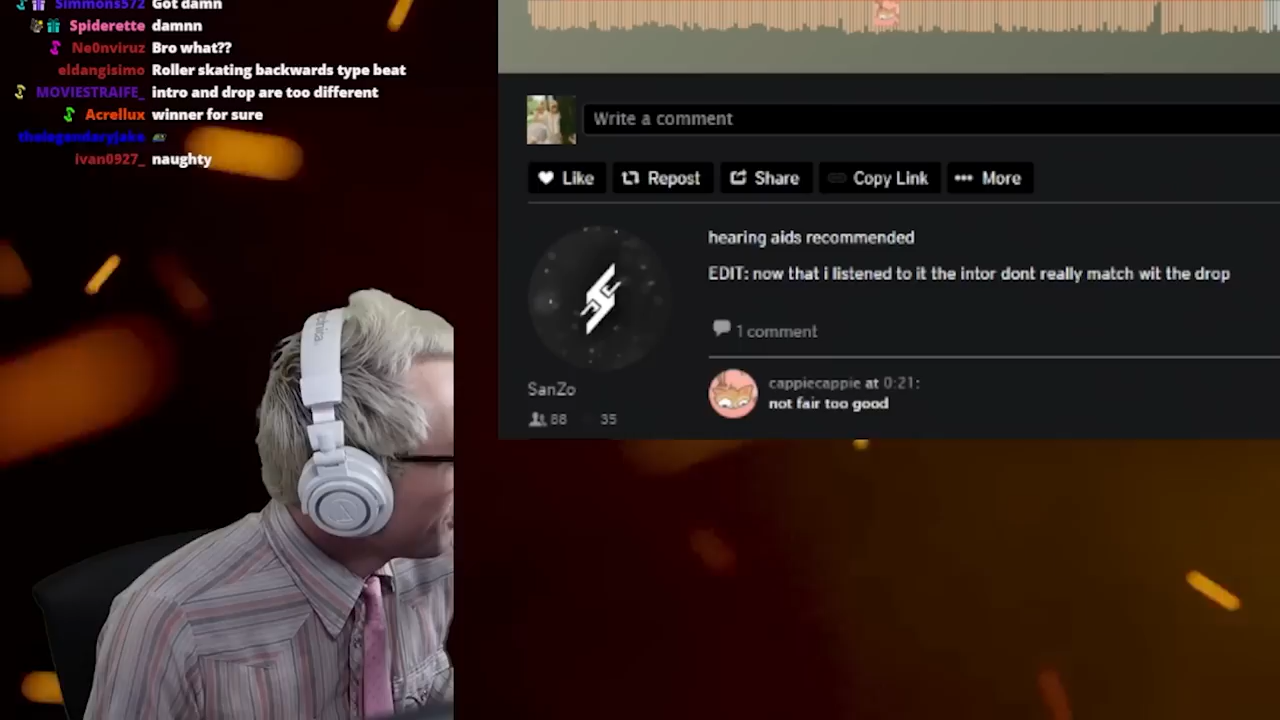 Simmons572 Got damn
Spiderette damnn
Ne0nviruz Bro what??
eldangisimo Roller skating backwards type beat
MOVIESTRAIFE_ intro and drop are too different
Acrellux winner for sure
thelegendaryjake
ivan0927_ naughty
Write a comment
Like Repost Share Copy Link More
hearing aids recommended
EDIT: now that i listened to it the intor dont really match wit the drop
1 comment
SanZo
88 35
cappiecappie at 0:21:
not fair too good